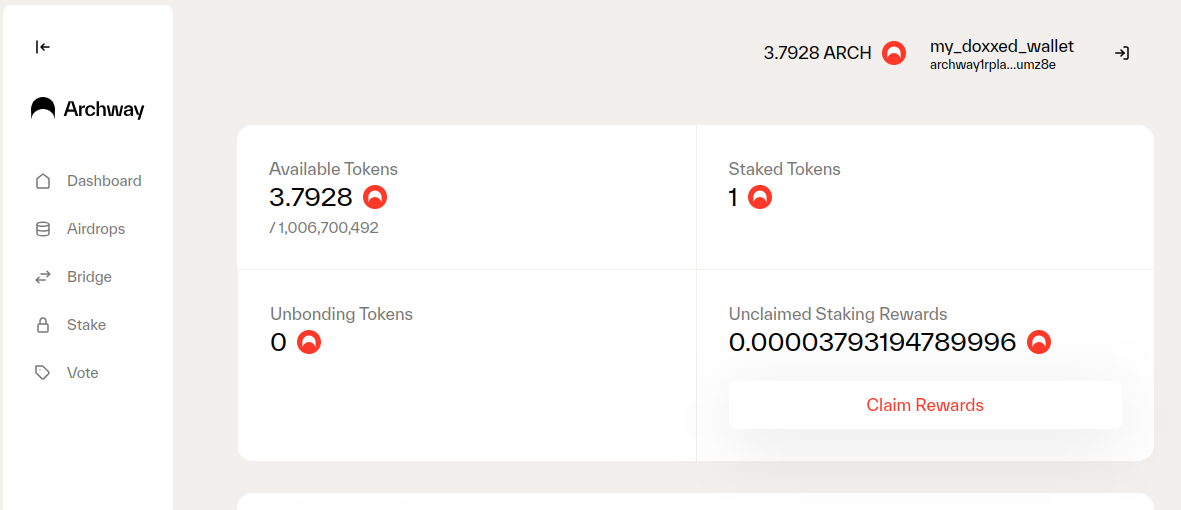 3.7928 ARCH
my_doxxed_wallet
archway1rpla...umz8e
Archway
Dashboard
Airdrops
Bridge
Stake
Vote
Available Tokens
3.7928
/ 1,006,700,492
Staked Tokens
1
Unbonding Tokens
0
Unclaimed Staking Rewards
0.00003793194789996
Claim Rewards